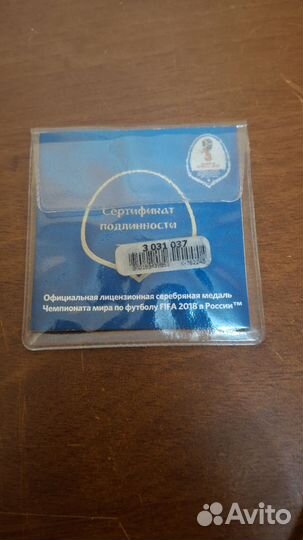 Сертификат
подлинности
3 031 037
Официальная лицензионная серебряная медаль
Чемпионата мира по футболу FIFA 2018 в России™
Avito